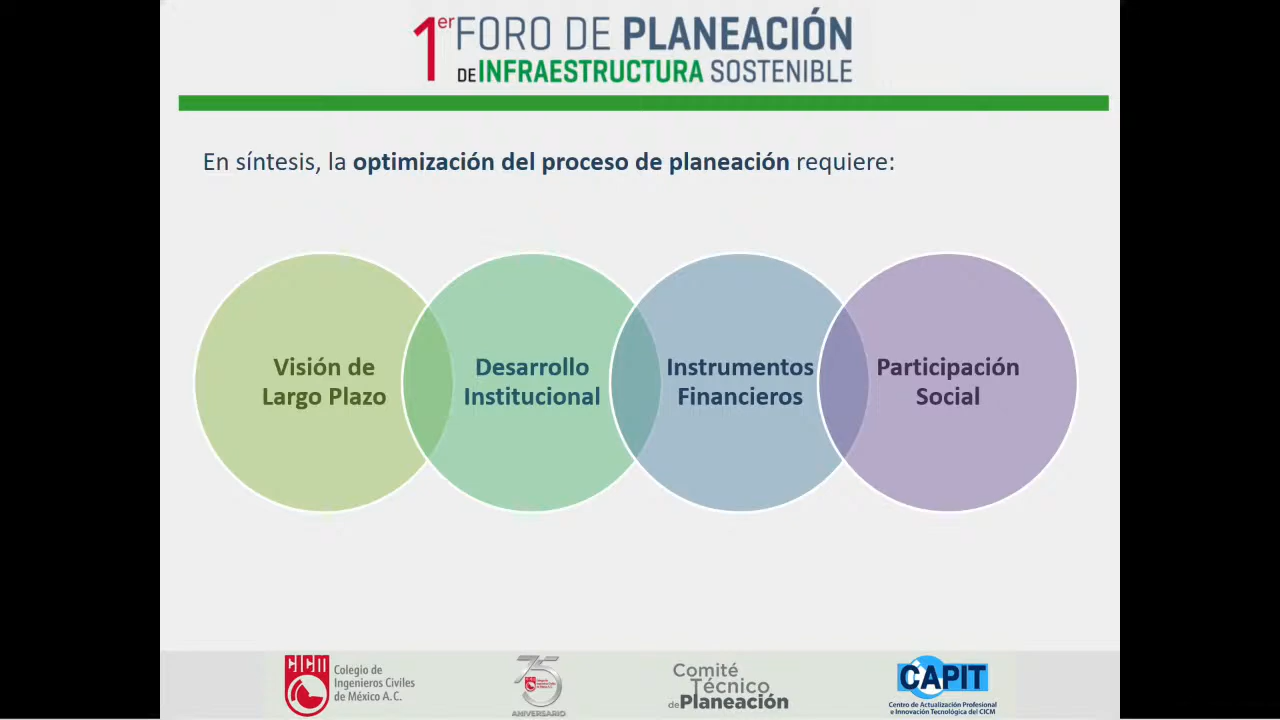 1er FORO DE PLANEACIÓN
DE INFRAESTRUCTURA SOSTENIBLE
En síntesis, la optimización del proceso de planeación requiere:
Visión de
Largo Plazo
Desarrollo
Institucional
Instrumentos
Financieros
Participación
Social
CICM
Colegio de
Ingenieros Civiles
de México A.C.
75
ANIVERSARIO
Comité
Técnico
de Planeación
CAPIT
Centro de Actualización Profesional
e Innovación Tecnológica del CICM